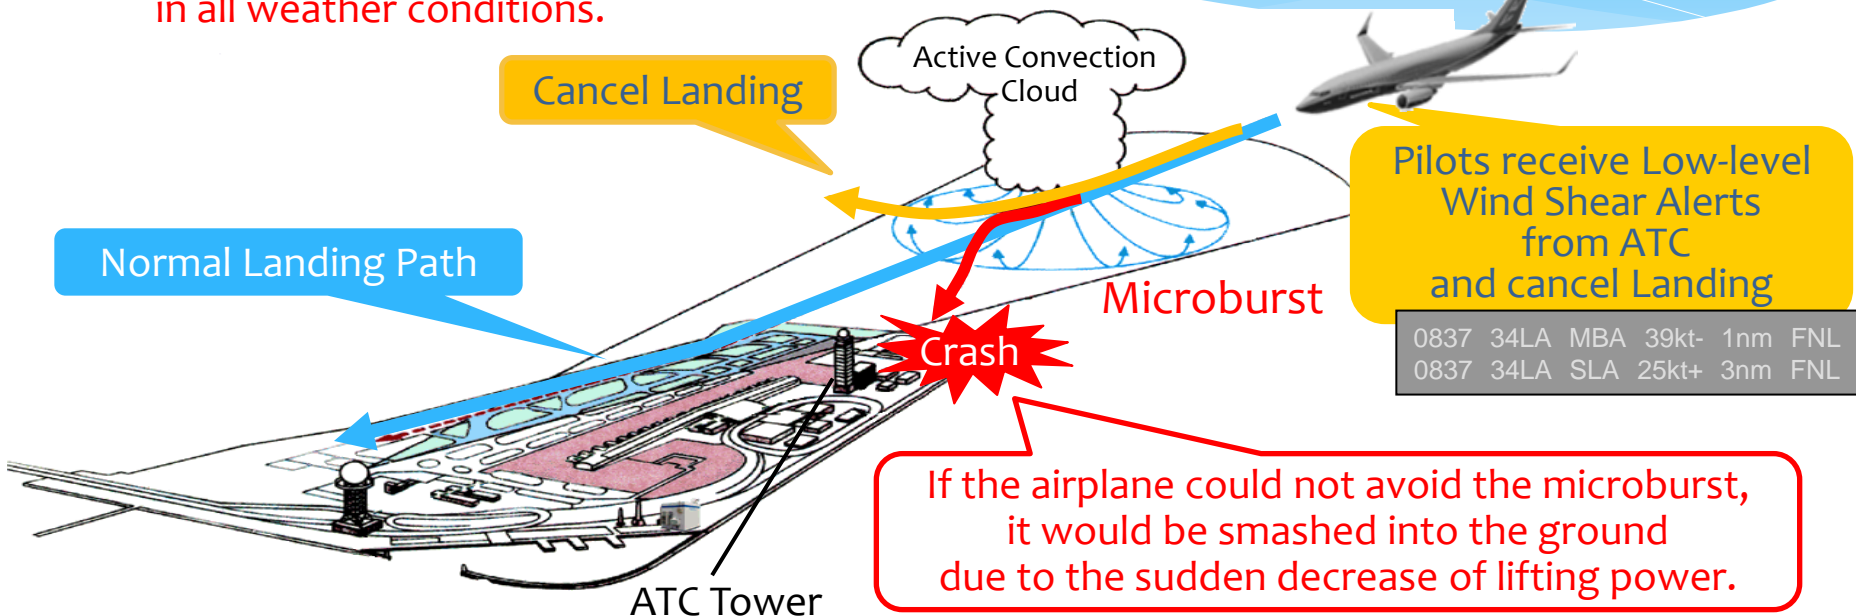 in all weather conditions.
Active Convection
Cloud
Cancel Landing
Pilots receive Low-level
Wind Shear Alerts
from ATC
and cancel Landing
Normal Landing Path
Microburst
0837 34LA MBA 39kt- 1nm FNL
0837 34LA SLA 25kt+ 3nm FNL
Crash
If the airplane could not avoid the microburst,
it would be smashed into the ground
due to the sudden decrease of lifting power.
ATC Tower